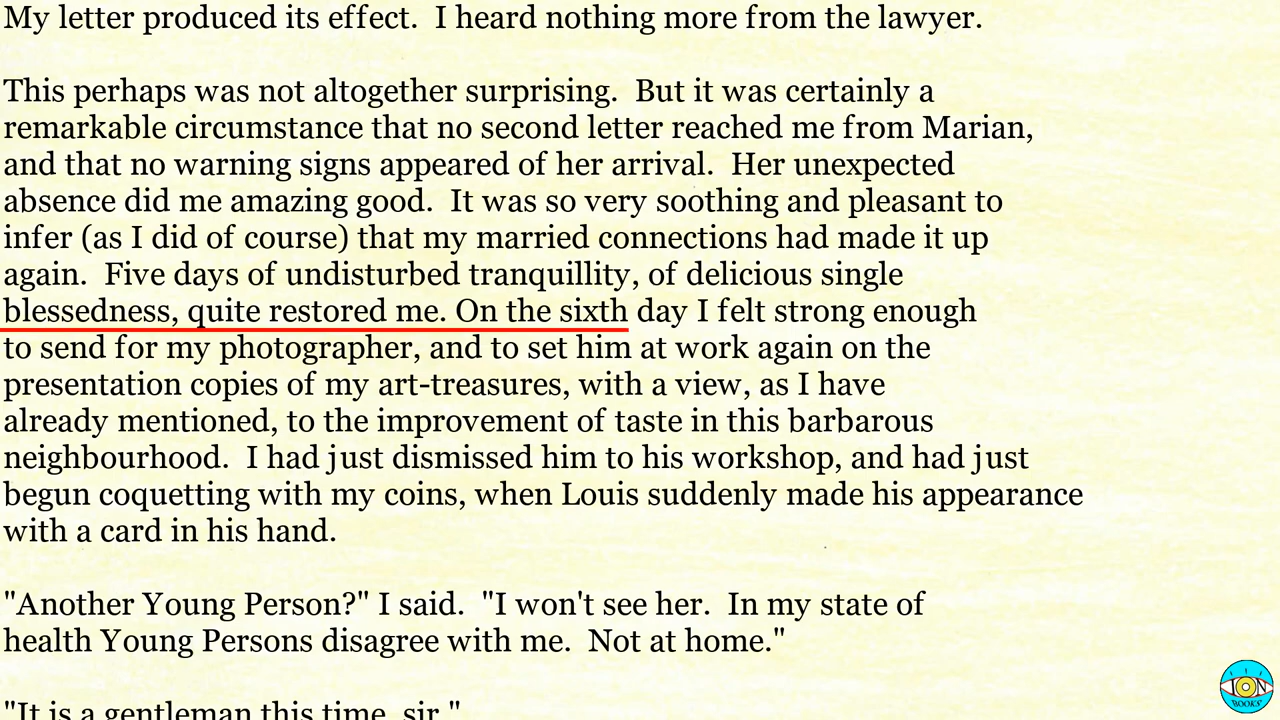 My letter produced its effect.  I heard nothing more from the lawyer.
This perhaps was not altogether surprising.  But it was certainly a
remarkable circumstance that no second letter reached me from Marian,
and that no warning signs appeared of her arrival.  Her unexpected
absence did me amazing good.  It was so very soothing and pleasant to
infer (as I did of course) that my married connections had made it up
again.  Five days of undisturbed tranquillity, of delicious single
blessedness, quite restored me. On the sixth day I felt strong enough
to send for my photographer, and to set him at work again on the
presentation copies of my art-treasures, with a view, as I have
already mentioned, to the improvement of taste in this barbarous
neighbourhood.  I had just dismissed him to his workshop, and had just
begun coquetting with my coins, when Louis suddenly made his appearance
with a card in his hand.
"Another Young Person?" I said.  "I won't see her.  In my state of
health Young Persons disagree with me.  Not at home."
"It is a gentleman this time, sir."
ION
BOOKS